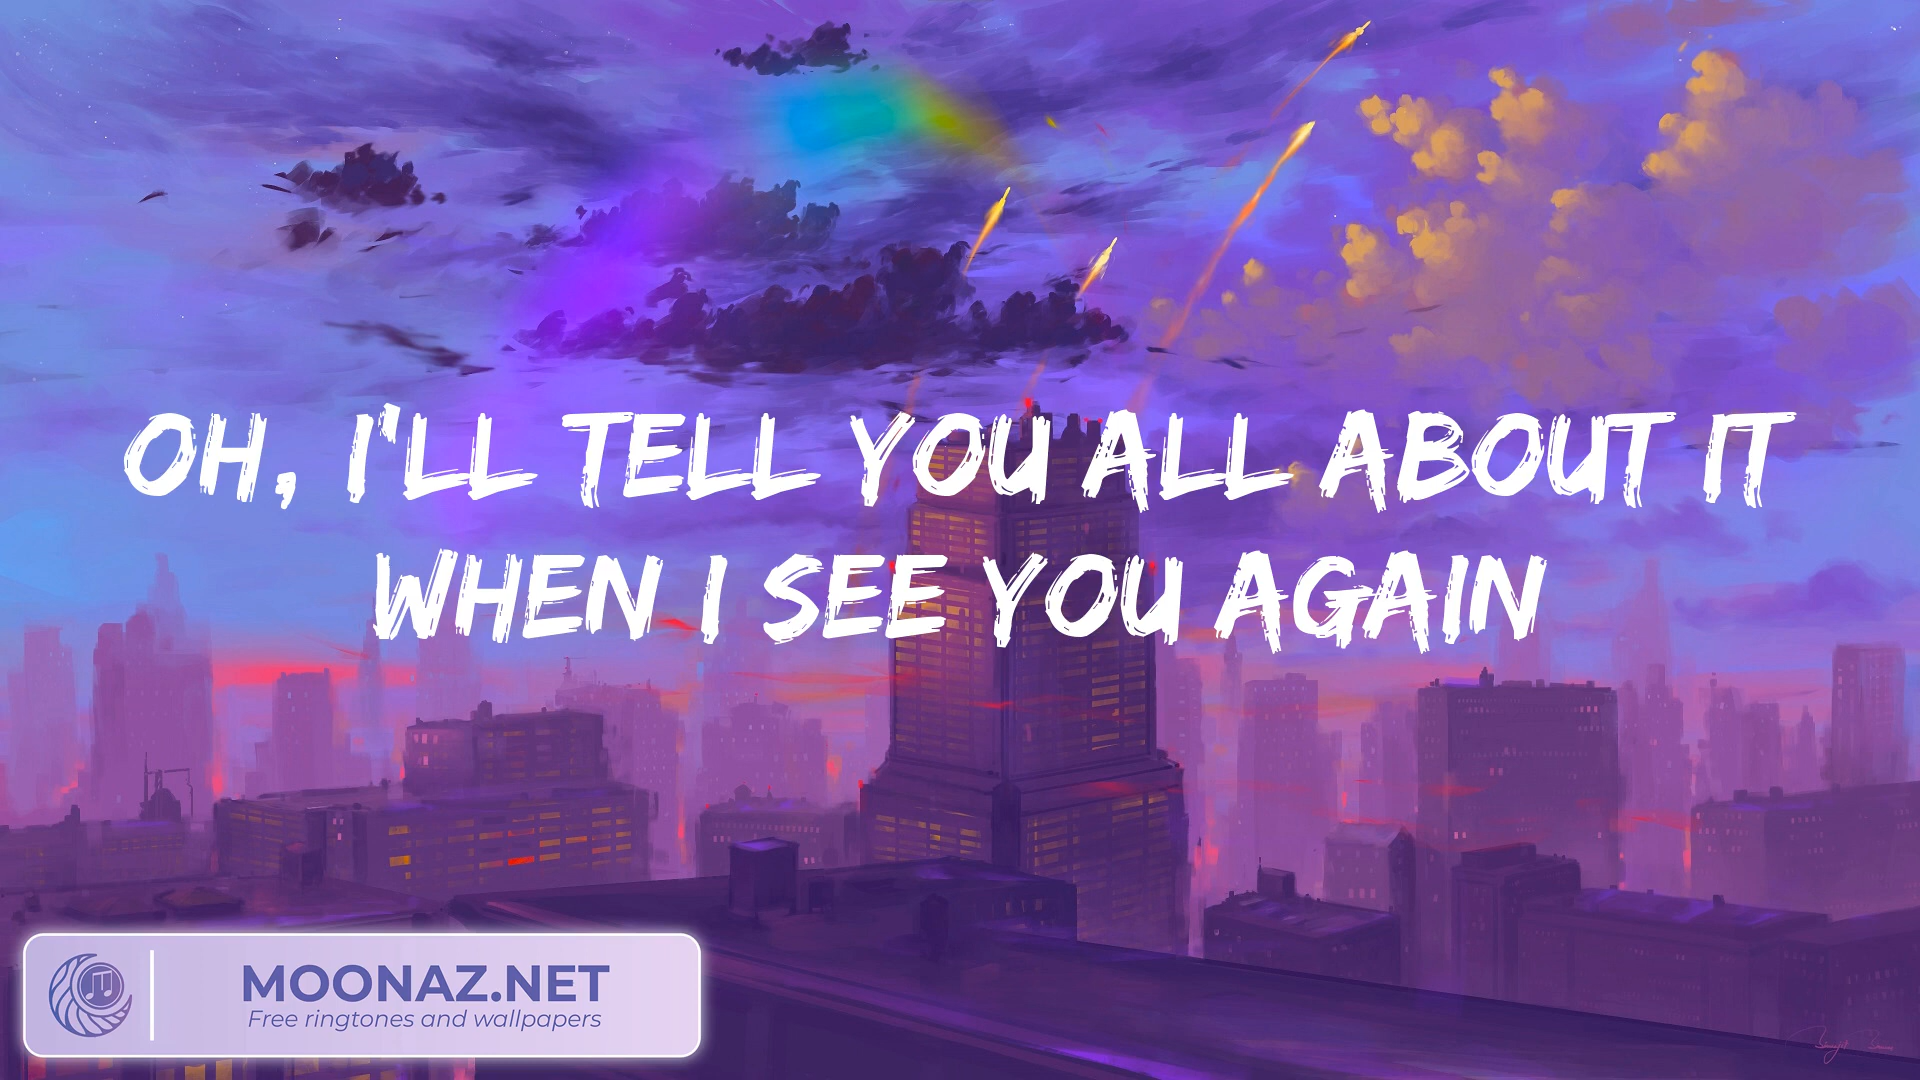 OH, I'LL TELL YOU ALL ABOUT IT
WHEN I SEE YOU AGAIN
MOONAZ.NET
Free ringtones and wallpapers